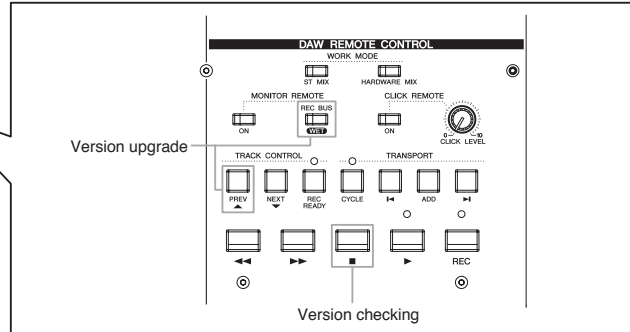 DAW REMOTE CONTROL
WORK MODE
ST MIX HARDWARE MIX
MONITOR REMOTE CLICK REMOTE
REC BUS
ON WET ON 0 10
CLICK LEVEL
Version upgrade
TRACK CONTROL TRANSPORT
PREV NEXT REC READY CYCLE ADD
REC
Version checking